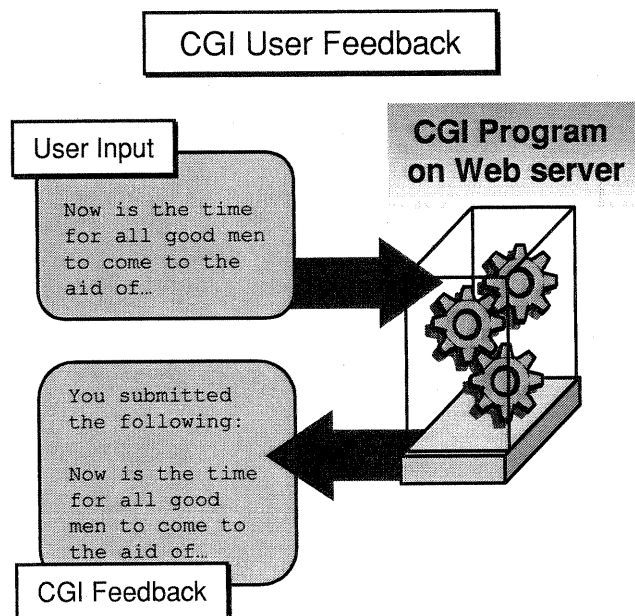 CGI User Feedback
User Input
Now is the time
for all good men
to come to the
aid of…
CGI Program
on Web server
You submitted
the following:
Now is the time
for all good
men to come to
the aid of…
CGI Feedback